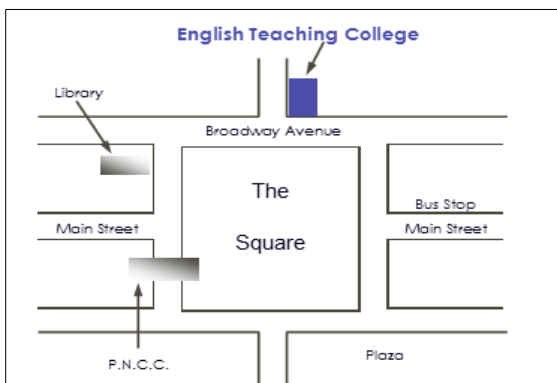 English Teaching College
Library
Broadway Avenue
The
Square
Bus Stop
Main Street
Main Street
P.N.C.C.
Plaza